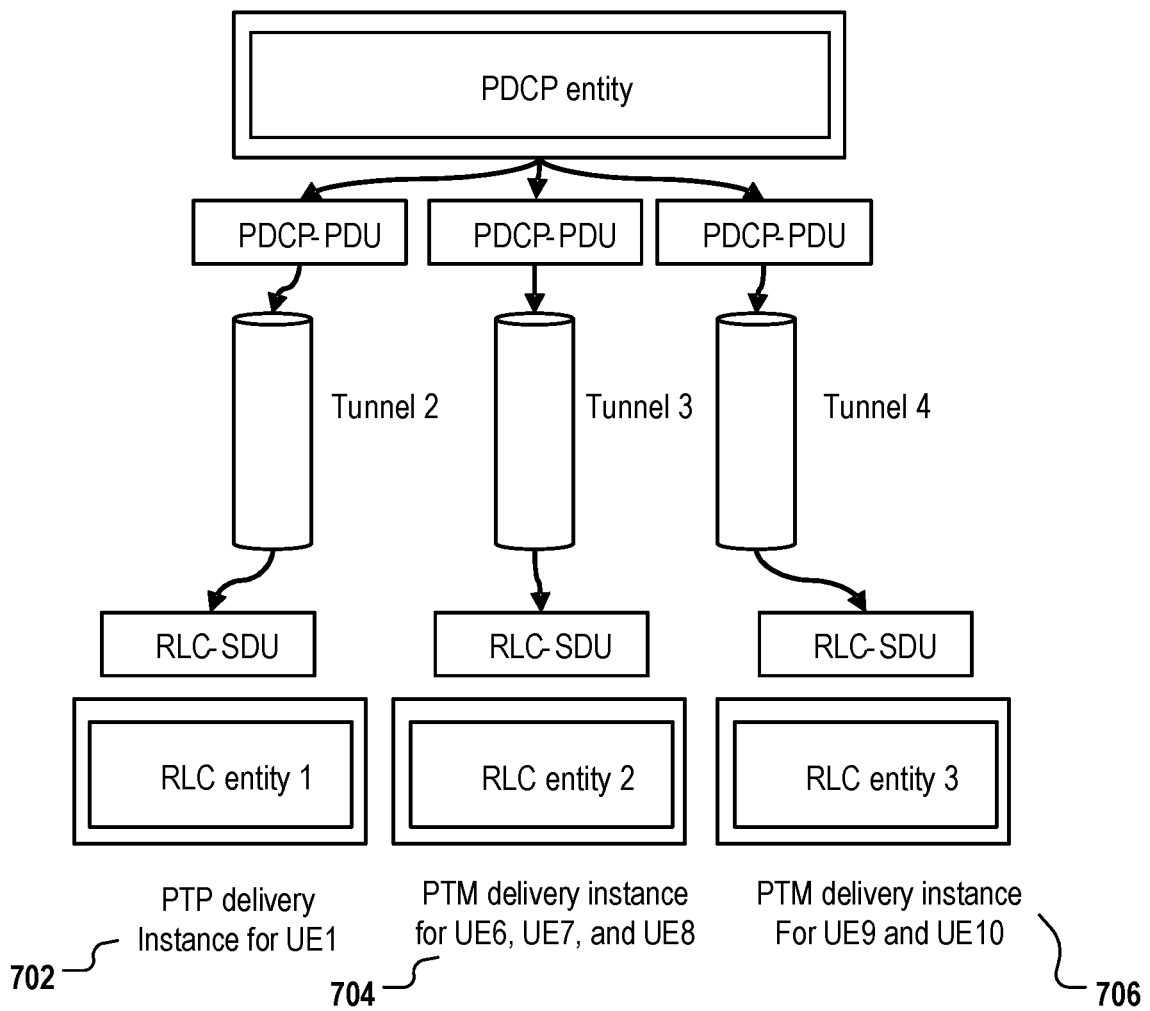 PDCP entity
PDCP-PDU PDCP-PDU PDCP-PDU
Tunnel 2 Tunnel 3 Tunnel 4
RLC-SDU RLC-SDU RLC-SDU
RLC entity 1 RLC entity 2 RLC entity 3
PTP delivery
Instance for UE1
702
PTM delivery instance
for UE6, UE7, and UE8
704
PTM delivery instance
For UE9 and UE10
706